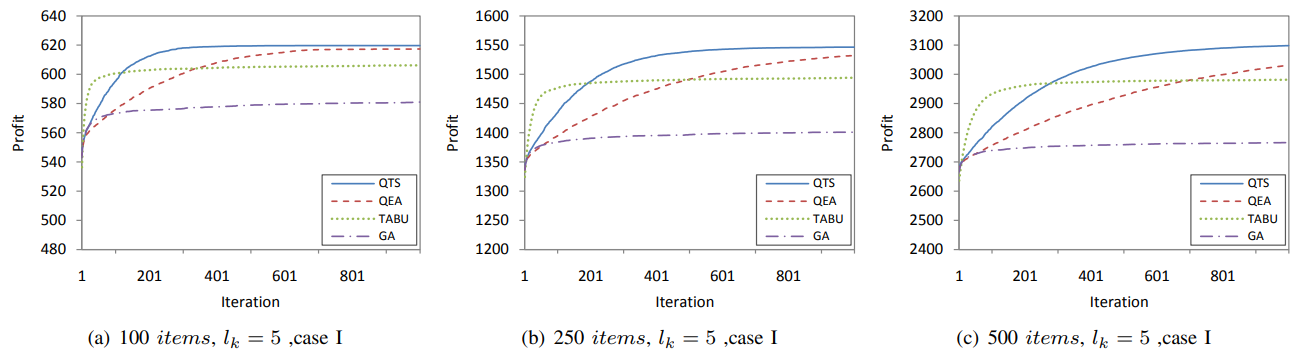 640
620
600
580
560
540
520
500
480
Profit
1 201 401 601 801
Iteration
QTS
QEA
TABU
GA
(a) 100 items, l_k = 5 ,case I
1600
1550
1500
1450
1400
1350
1300
1250
1200
Profit
1 201 401 601 801
Iteration
QTS
QEA
TABU
GA
(b) 250 items, l_k = 5 ,case I
3200
3100
3000
2900
2800
2700
2600
2500
2400
Profit
1 201 401 601 801
Iteration
QTS
QEA
TABU
GA
(c) 500 items, l_k = 5 ,case I